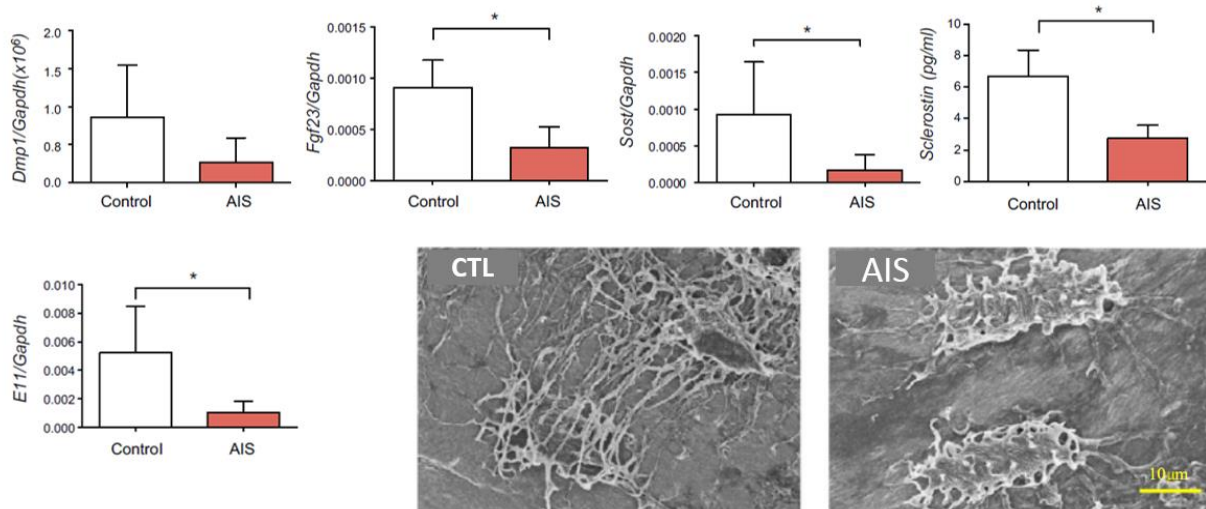 Dmp1/Gapdh(x10⁶)
2.0
1.5
1.0
0.8
0.0
Control AIS
Fgf23/Gapdh
0.0015
0.0010
0.0005
0.0000
*
Control AIS
Sost/Gapdh
0.0020
0.0015
0.0010
0.0005
0.0000
*
Control AIS
Sclerostin (pg/ml)
10
8
6
4
2
0
*
Control AIS
E11/Gapdh
0.010
0.008
0.006
0.004
0.002
0.000
*
Control AIS
CTL
AIS
10μm